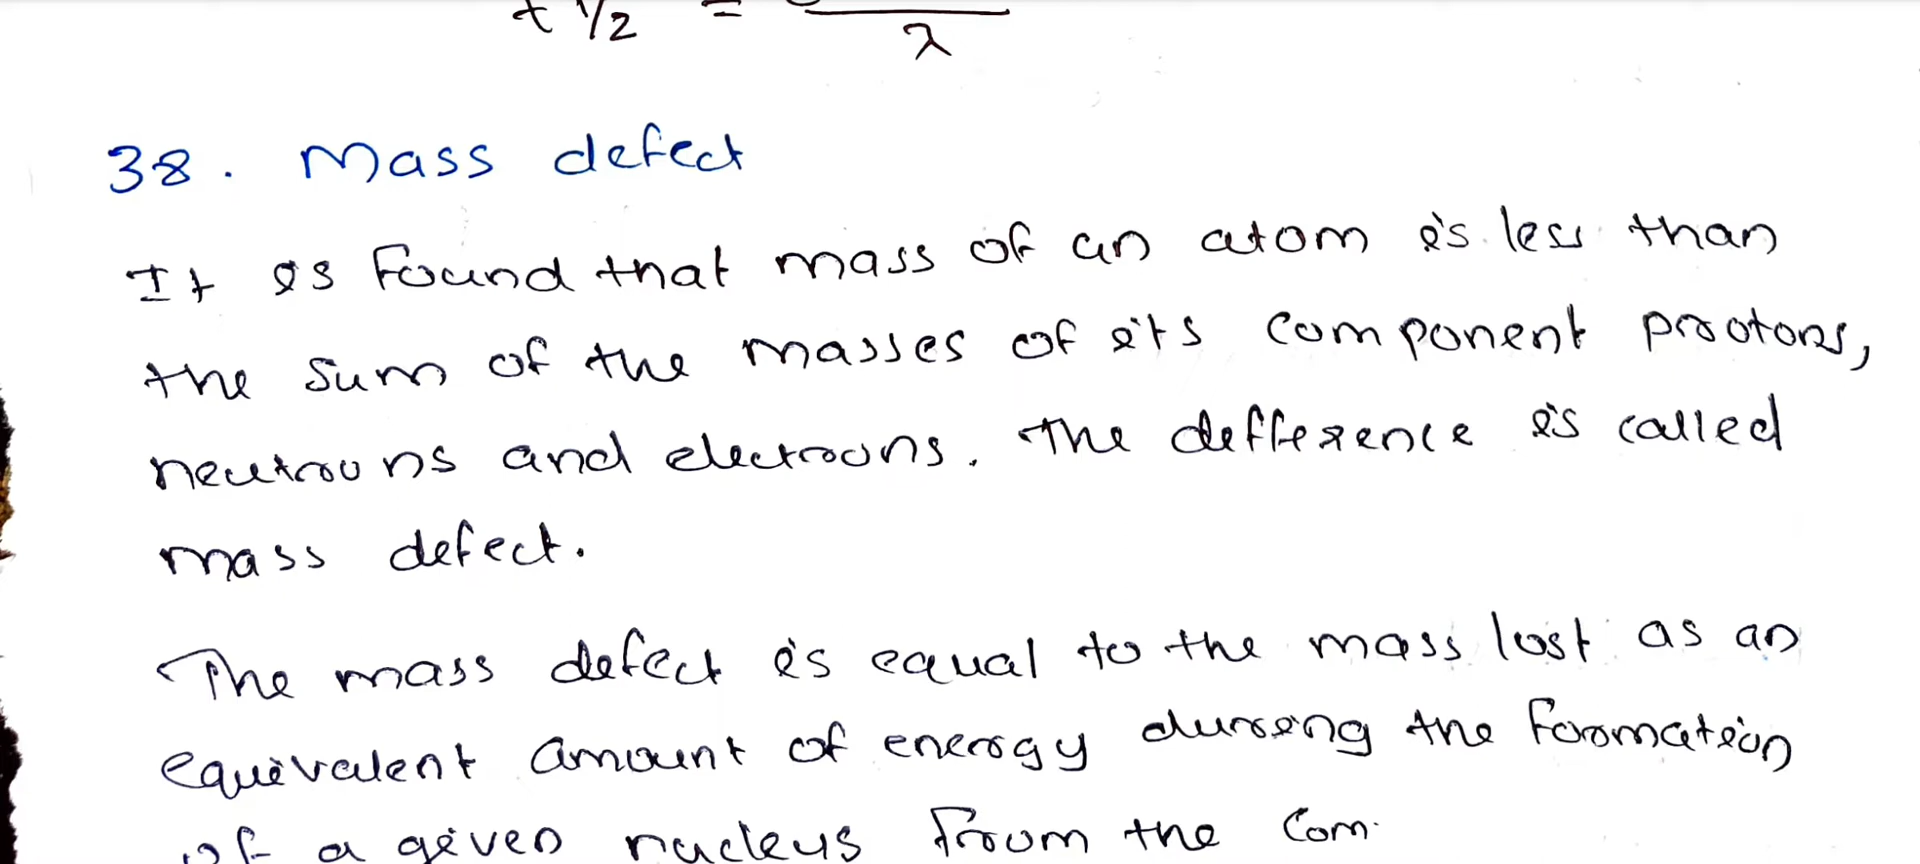 t 1/2 = /λ
38. Mass defect
It is found that mass of an atom is less than
the sum of the masses of its component protons,
neutrons and electrons. The difference is called
mass defect.
The mass defect is equal to the mass lost as an
equivalent amount of energy during the formation
of a given nucleus from the com